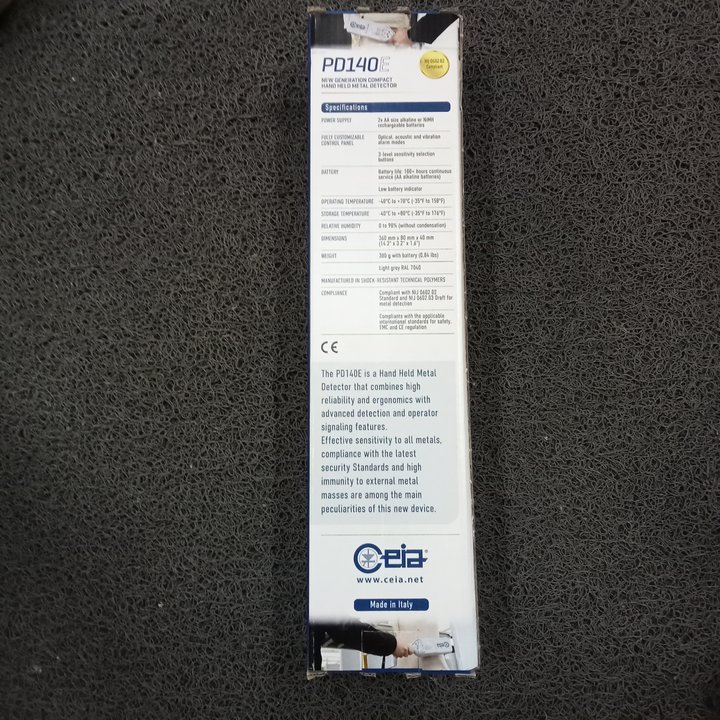 PD140E
NIJ 0602.02
Compliant
NEW GENERATION COMPACT
HAND HELD METAL DETECTOR
Specifications
POWER SUPPLY 2x AA size alkaline or NiMH
rechargeable batteries
FULLY CUSTOMIZABLE Optical, acoustic and vibration
CONTROL PANEL alarm modes
3-level sensitivity selection
buttons
BATTERY Battery life: 100+ hours continuous
service (AA alkaline batteries)
Low battery indicator
OPERATING TEMPERATURE -40°C to +70°C (-35°F to 158°F)
STORAGE TEMPERATURE -40°C to +80°C (-35°F to 176°F)
RELATIVE HUMIDITY 0 to 90% (without condensation)
DIMENSIONS 360 mm x 80 mm x 40 mm
(14.2" x 3.2" x 1.6")
WEIGHT 380 g with battery (0.84 lbs)
Light grey RAL 7040
MANUFACTURED IN SHOCK-RESISTANT TECHNICAL POLYMERS
COMPLIANCE Compliant with NIJ 0602.02
Standard and NIJ 0602.03 Draft for
metal detection
Compliants with the applicable
international standards for safety,
EMC and CE regulation
CE
The PD140E is a Hand Held Metal
Detector that combines high
reliability and ergonomics with
advanced detection and operator
signaling features.
Effective sensitivity to all metals,
compliance with the latest
security Standards and high
immunity to external metal
masses are among the main
peculiarities of this new device.
Ceia®
www.ceia.net
Made in Italy